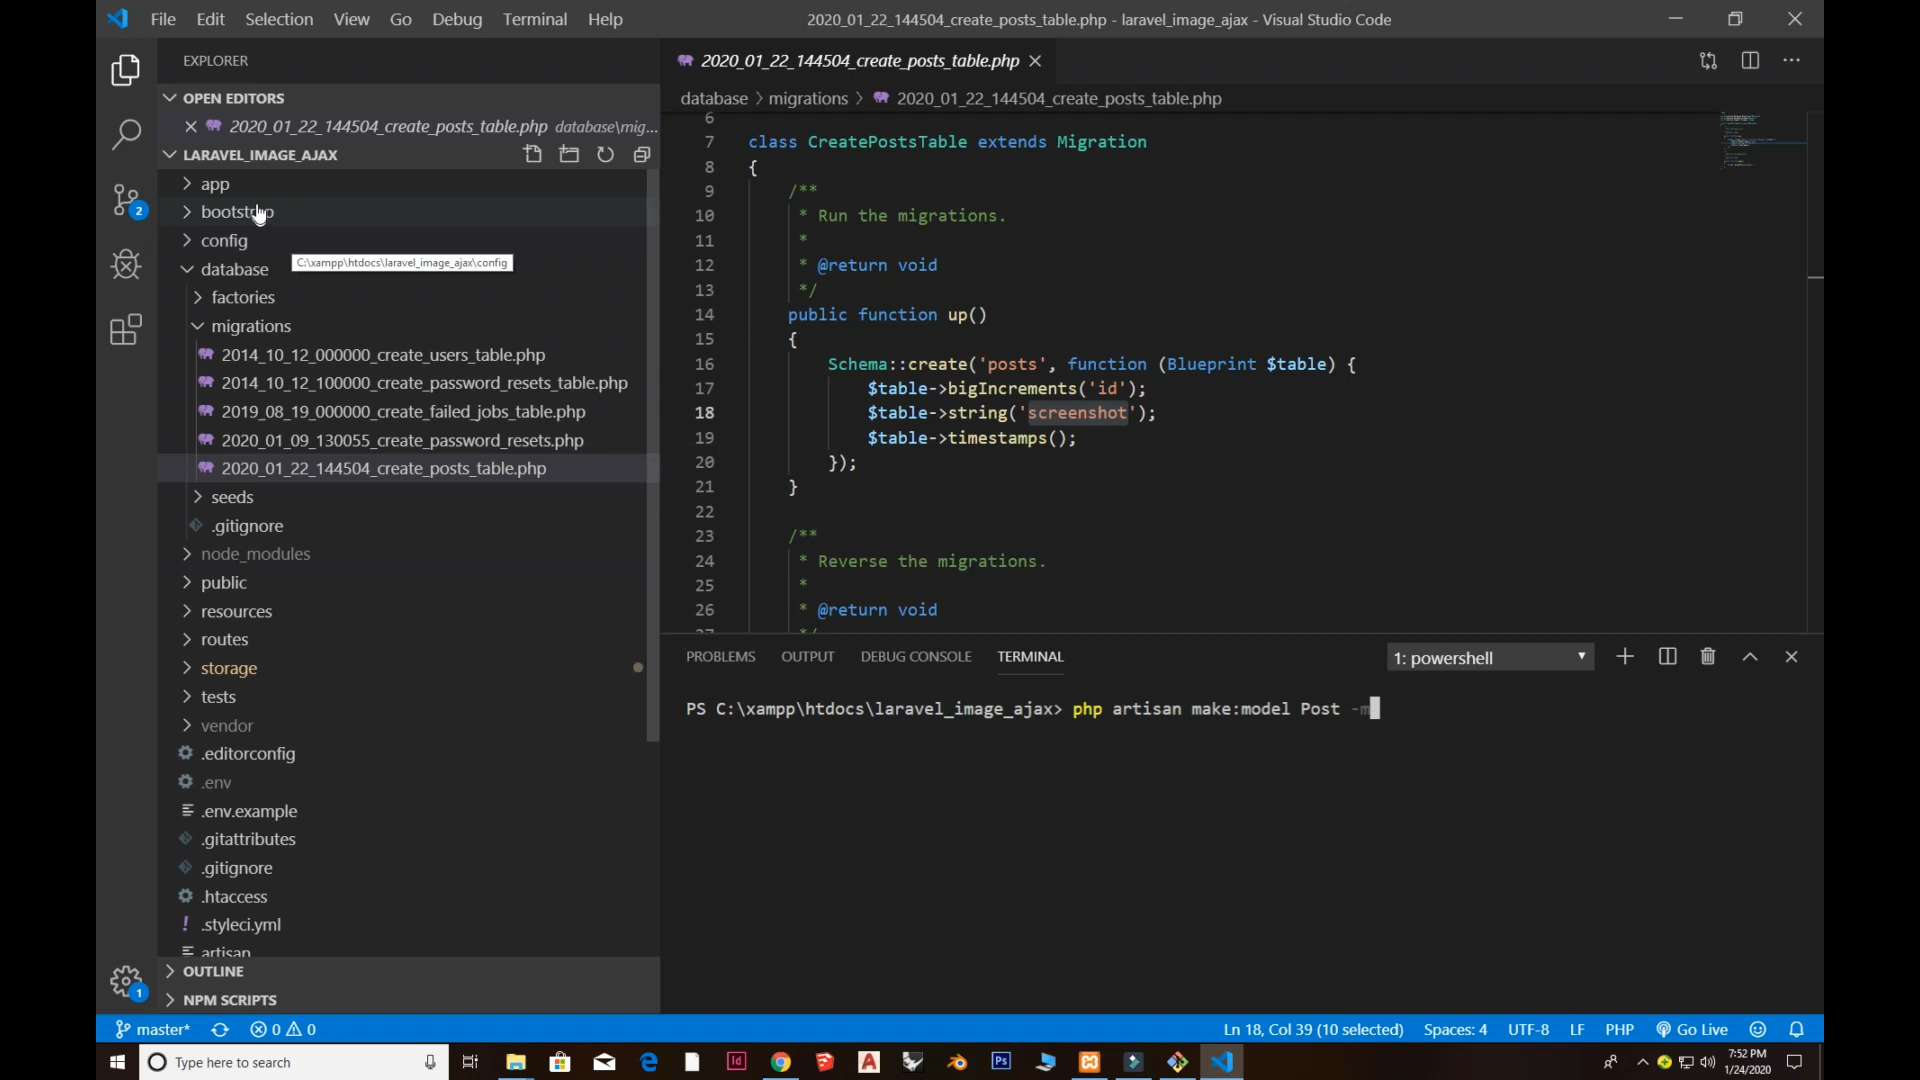 File Edit Selection View Go Debug Terminal Help
2020_01_22_144504_create_posts_table.php - laravel_image_ajax - Visual Studio Code
EXPLORER
OPEN EDITORS
2020_01_22_144504_create_posts_table.php database\mig...
LARAVEL_IMAGE_AJAX
app
config
C:\xampp\htdocs\laravel_image_ajax\config
database
factories
migrations
2014_10_12_000000_create_users_table.php
2014_10_12_100000_create_password_resets_table.php
2019_08_19_000000_create_failed_jobs_table.php
2020_01_09_130055_create_password_resets.php
2020_01_22_144504_create_posts_table.php
seeds
.gitignore
node_modules
public
resources
routes
storage
tests
vendor
.editorconfig
.env
.env.example
.gitattributes
.gitignore
.htaccess
.styleci.yml
artisan
OUTLINE
NPM SCRIPTS
2
1
2020_01_22_144504_create_posts_table.php
database > migrations > 2020_01_22_144504_create_posts_table.php
6
7 class CreatePostsTable extends Migration
8 {
9 /**
10 * Run the migrations.
11 *
12 * @return void
13 */
14 public function up()
15 {
16 Schema::create('posts', function (Blueprint $table) {
17 $table->bigIncrements('id');
18 $table->string('screenshot');
19 $table->timestamps();
20 });
21 }
22
23 /**
24 * Reverse the migrations.
25 *
26 * @return void
PROBLEMS OUTPUT DEBUG CONSOLE TERMINAL
1: powershell
PS C:\xampp\htdocs\laravel_image_ajax> php artisan make:model Post -m
master* 0 0
Ln 18, Col 39 (10 selected) Spaces: 4 UTF-8 LF PHP Go Live
Type here to search
7:52 PM
1/24/2020